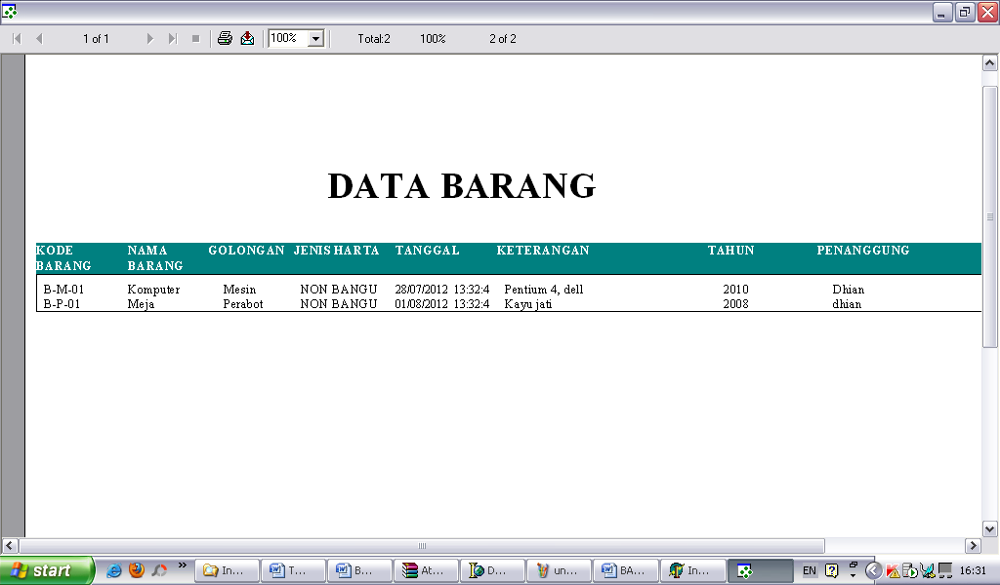 1 of 1 100% Total:2 100% 2 of 2
DATA BARANG
KODE BARANG NAMA BARANG GOLONGAN JENIS HARTA TANGGAL KETERANGAN TAHUN PENANGGUNG
B-M-01 Komputer Mesin NON BANGU 28/07/2012 13:32:4 Pentium 4, dell 2010 Dhian
B-P-01 Meja Perabot NON BANGU 01/08/2012 13:32:4 Kayu jati 2008 dhian
start » In... T... B... At... D... un... BA... In... EN 16:31